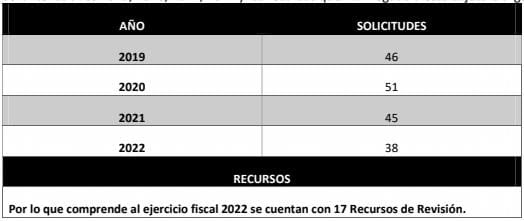 AÑO SOLICITUDES
2019 46
2020 51
2021 45
2022 38
RECURSOS
Por lo que comprende al ejercicio fiscal 2022 se cuentan con 17 Recursos de Revisión.